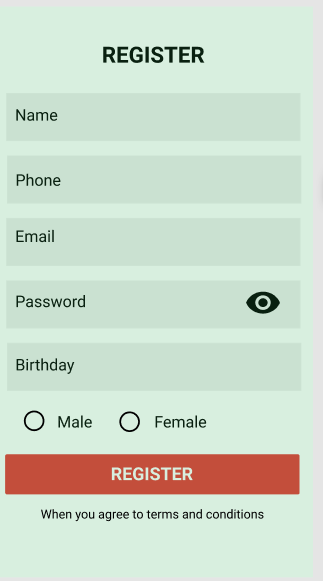 REGISTER
Name
Phone
Email
Password
Birthday
Male Female
REGISTER
When you agree to terms and conditions